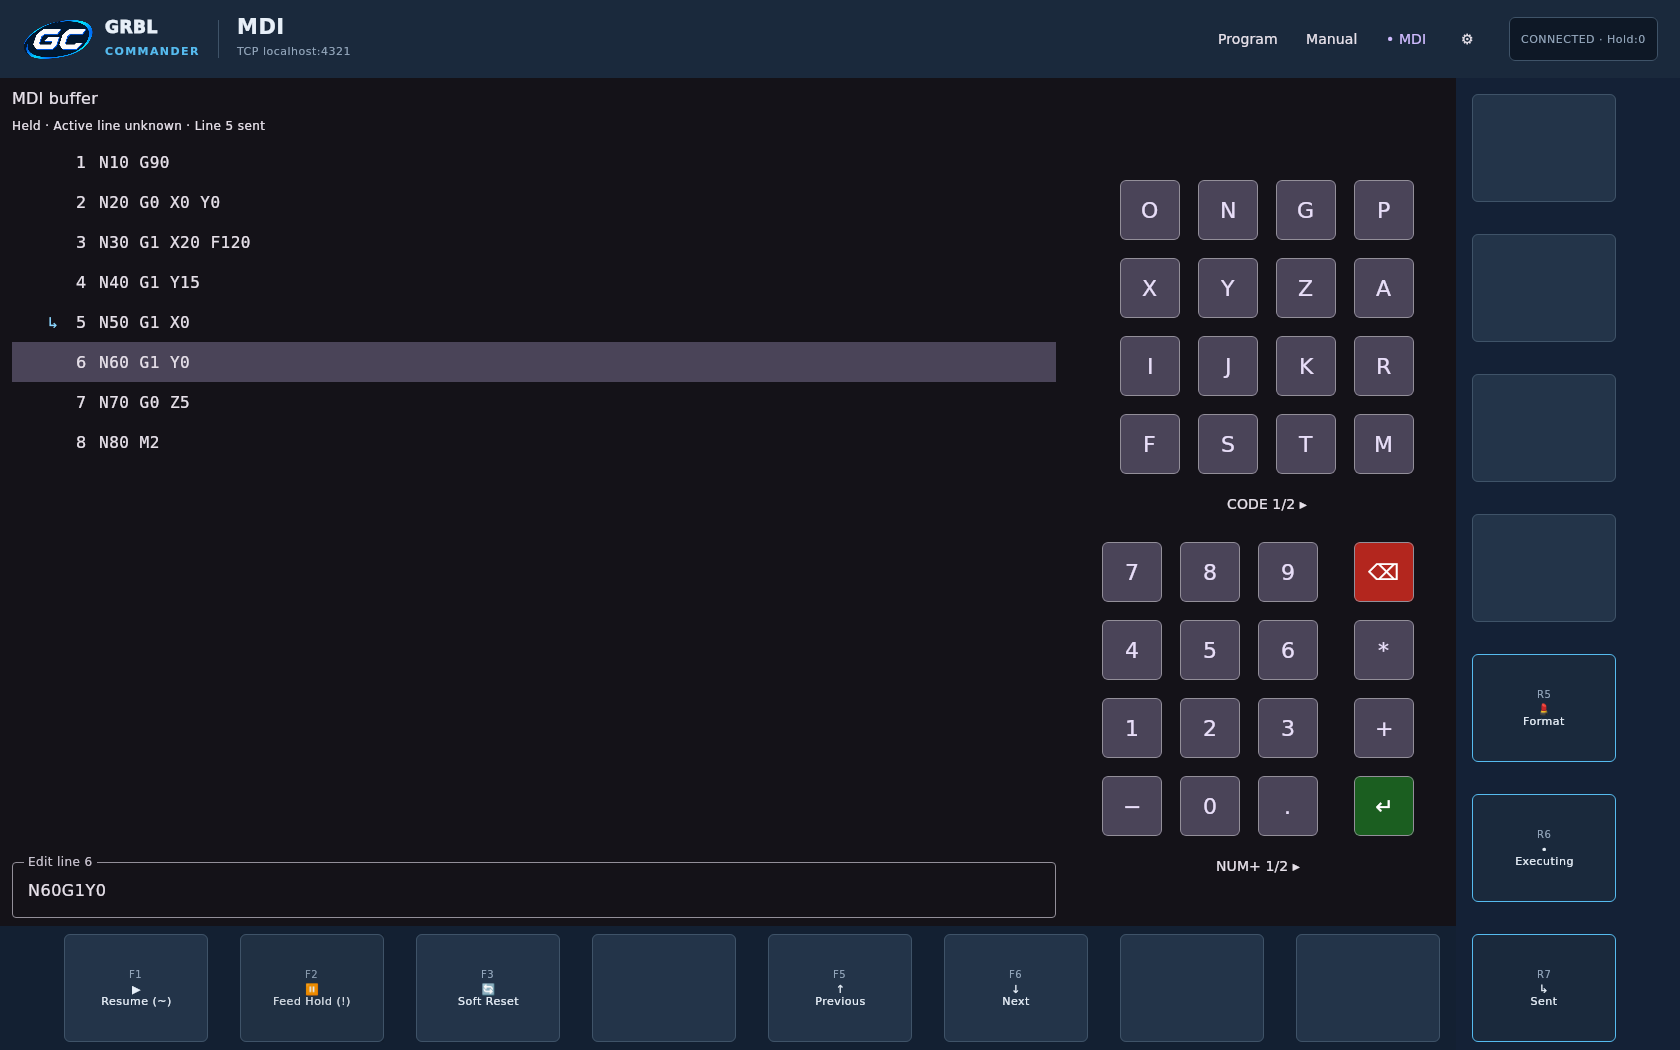 GC
GRBL
COMMANDER
MDI
TCP localhost:4321
Program
Manual
• MDI
⚙
CONNECTED · Hold:0
MDI buffer
Held · Active line unknown · Line 5 sent
1 N10 G90
2 N20 G0 X0 Y0
3 N30 G1 X20 F120
4 N40 G1 Y15
↳ 5 N50 G1 X0
6 N60 G1 Y0
7 N70 G0 Z5
8 N80 M2
Edit line 6
N60G1Y0
O N G P
X Y Z A
I J K R
F S T M
CODE 1/2 ▸
7 8 9 ⌫
4 5 6 *
1 2 3 +
− 0 . ↵
NUM+ 1/2 ▸
R5
Format
R6
•
Executing
R7
↳
Sent
F1
▶
Resume (~)
F2
⏸
Feed Hold (!)
F3
🔄
Soft Reset
F5
↑
Previous
F6
↓
Next